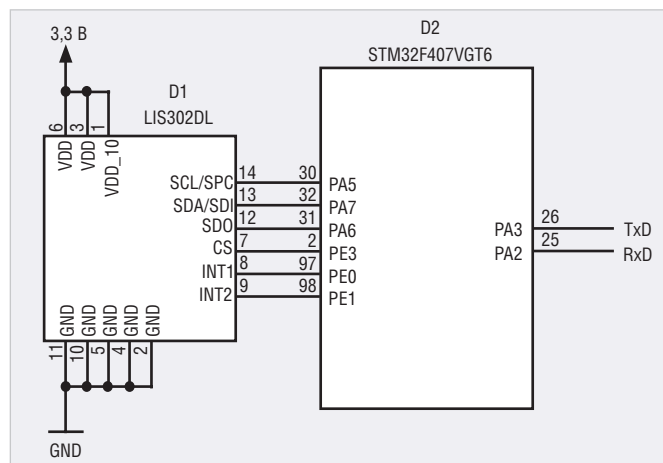 3,3 В
D1
LIS302DL
D2
STM32F407VGT6
6
3
1
VDD
VDD
VDD_10
SCL/SPC 14 30 PA5
SDA/SDI 13 32 PA7
SDO 12 31 PA6
CS 7 2 PE3
INT1 8 97 PE0
INT2 9 98 PE1
PA3 26 TxD
PA2 25 RxD
GND
GND
GND
GND
GND
11
10
5
4
2
GND